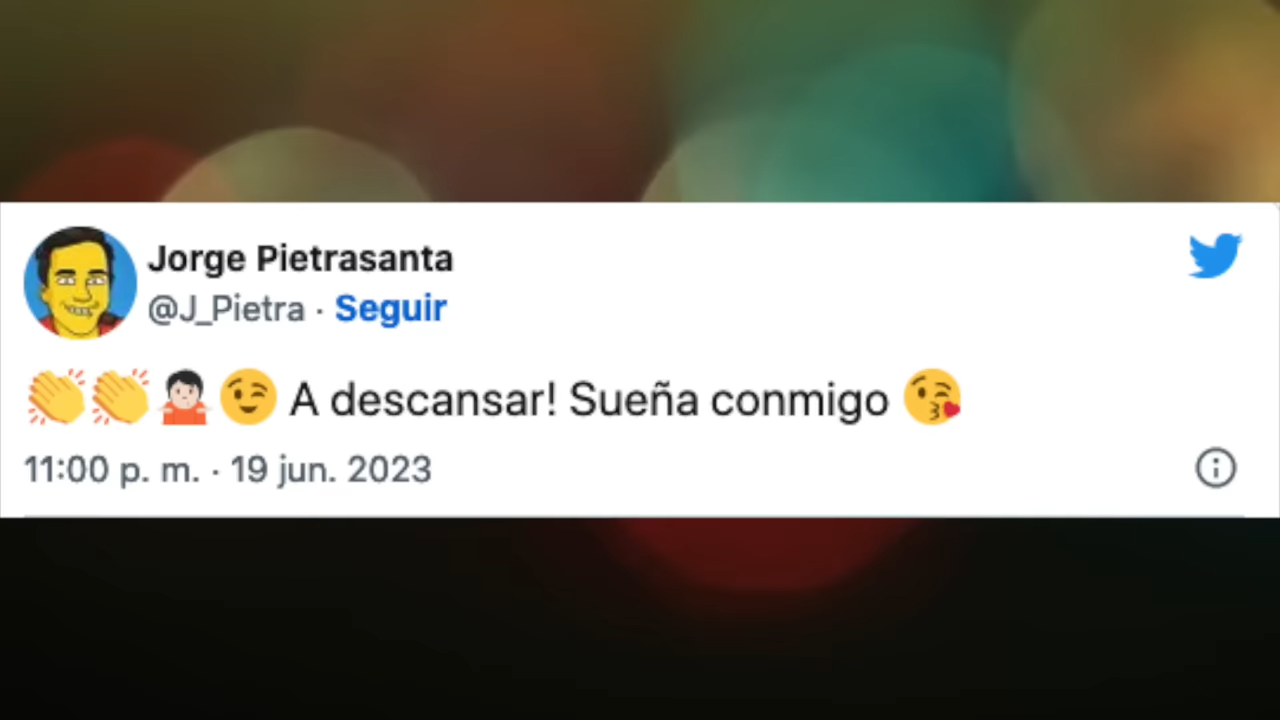 Jorge Pietrasanta
@J_Pietra · Seguir
👏👏🤷🏻😉 A descansar! Sueña conmigo 😘
11:00 p. m. · 19 jun. 2023